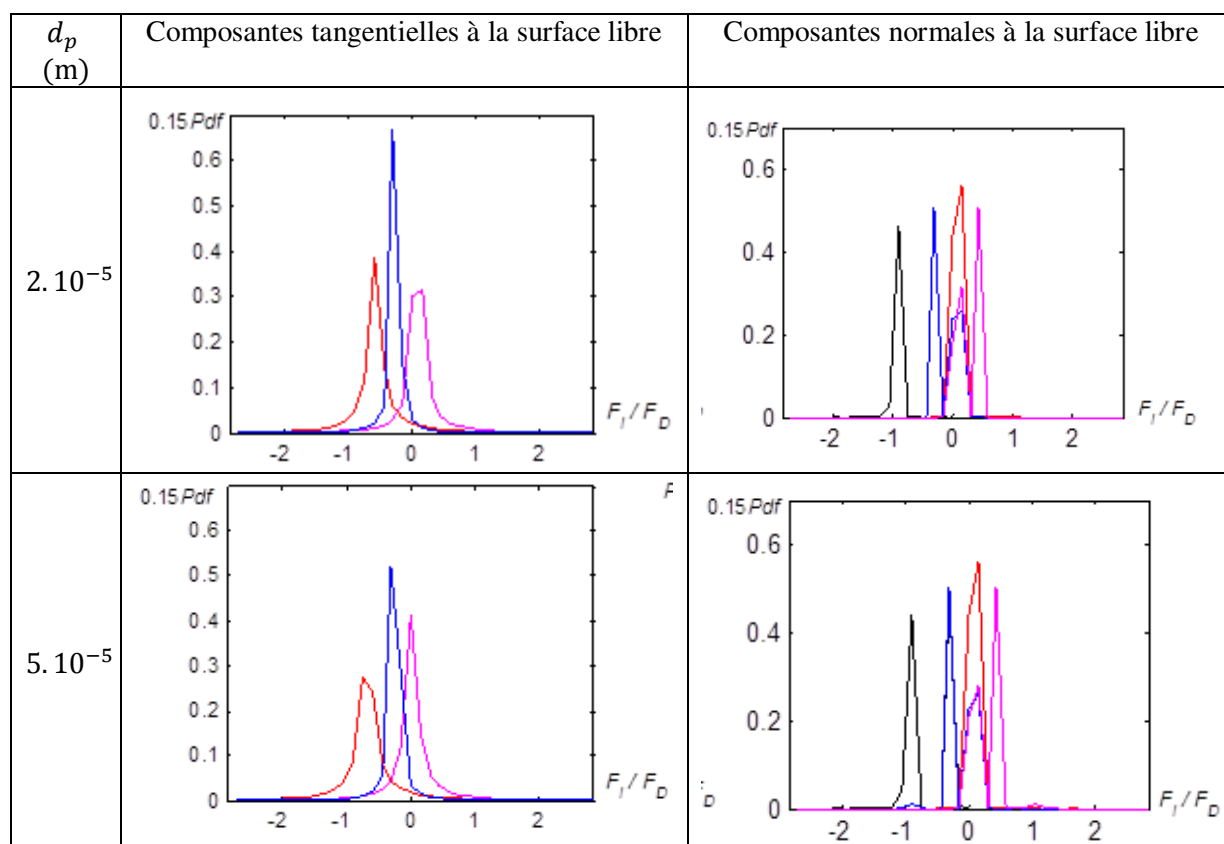 d_p
(m)
Composantes tangentielles à la surface libre
Composantes normales à la surface libre
2. 10^{-5}
0.15 Pdf
0.6
0.5
0.4
0.3
0.2
0.1
0
-2 -1 0 1 2
F_I / F_D
0.15 Pdf
0.6
0.4
0.2
0
-2 -1 0 1 2
F_I / F_D
5. 10^{-5}
0.15 Pdf
0.6
0.5
0.4
0.3
0.2
0.1
0
-2 -1 0 1 2
F_I / F_D
0.15 Pdf
0.6
0.4
0.2
0
-2 -1 0 1 2
F_I / F_D